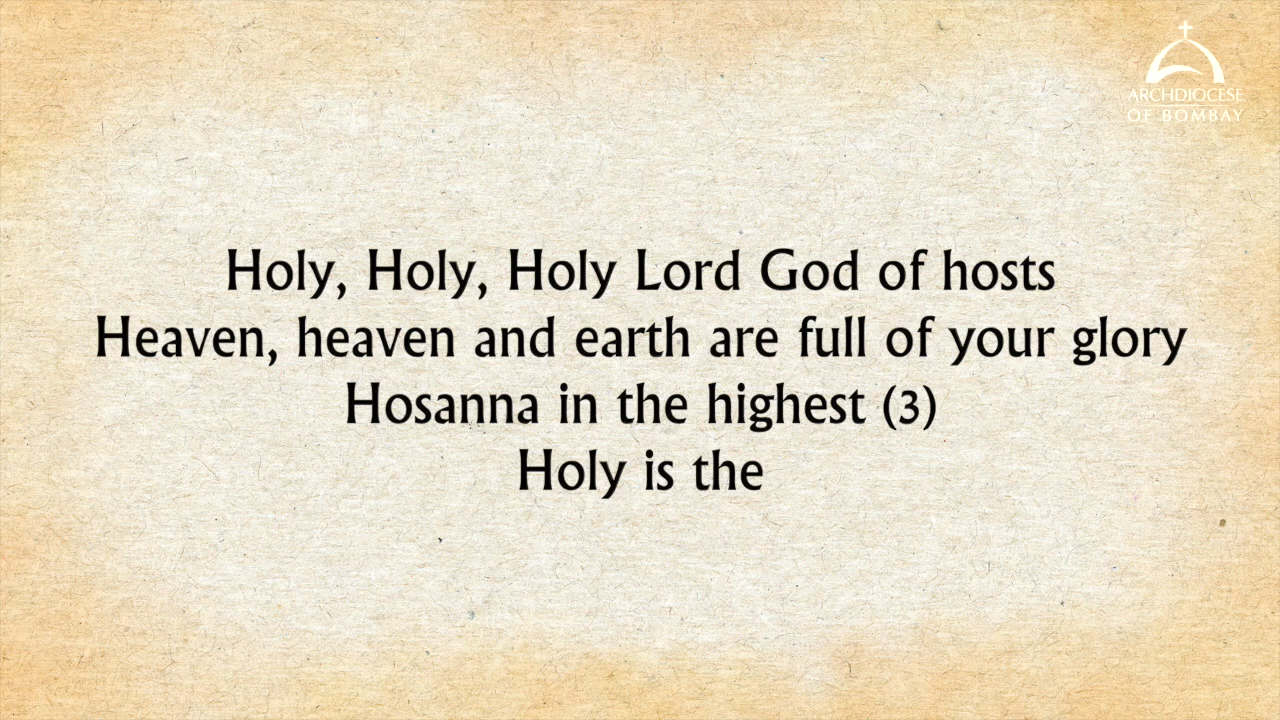 ARCHDIOCESE
OF BOMBAY
Holy, Holy, Holy Lord God of hosts
Heaven, heaven and earth are full of your glory
Hosanna in the highest (3)
Holy is the